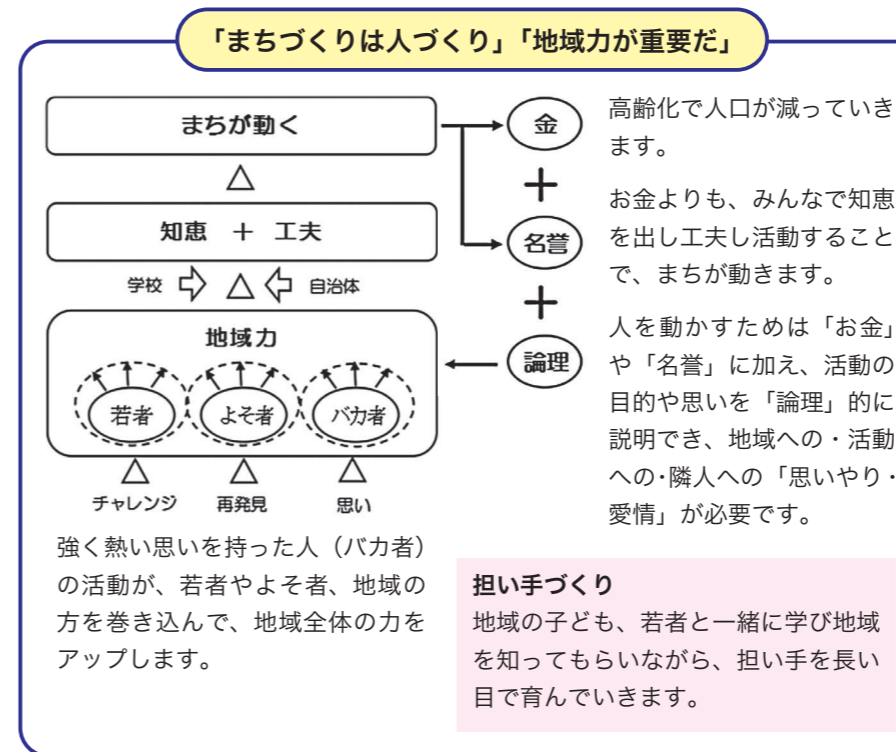 「まちづくりは人づくり」「地域力が重要だ」
まちが動く
知恵 ＋ 工夫
学校
自治体
地域力
若者
よそ者
バカ者
チャレンジ
再発見
思い
金
＋
名誉
＋
論理
高齢化で人口が減っていき
ます。
お金よりも、みんなで知恵
を出し工夫し活動すること
で、まちが動きます。
人を動かすためは「お金」
や「名誉」に加え、活動の
目的や思いを「論理」的に
説明でき、地域への・活動
への・隣人への「思いやり・
愛情」が必要です。
強く熱い思いを持った人（バカ者）
の活動が、若者やよそ者、地域の
方を巻き込んで、地域全体の力を
アップします。
担い手づくり
地域の子ども、若者と一緒に学び地域
を知ってもらいながら、担い手を長い
目で育んでいきます。